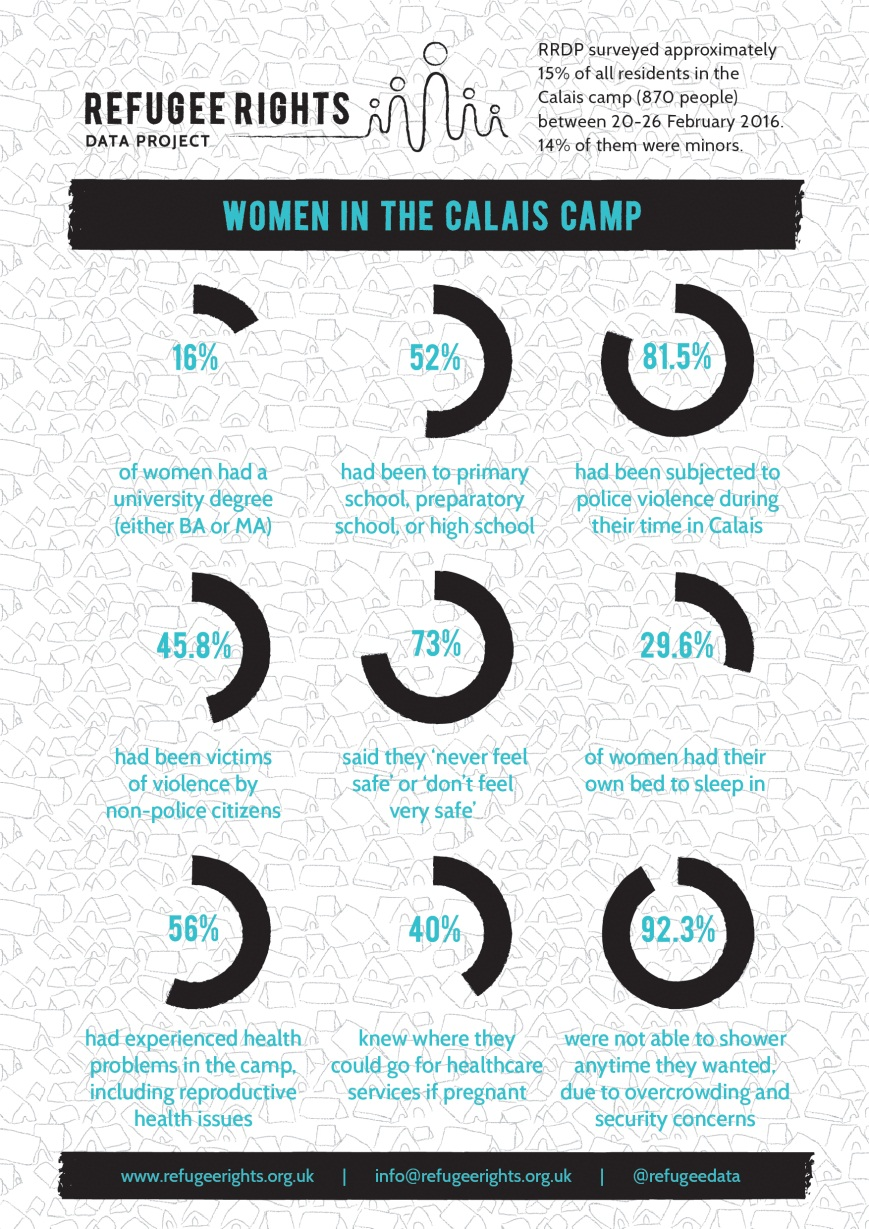 REFUGEE RIGHTS
DATA PROJECT
RRDP surveyed approximately
15% of all residents in the
Calais camp (870 people)
between 20-26 February 2016.
14% of them were minors.
WOMEN IN THE CALAIS CAMP
16%
of women had a
university degree
(either BA or MA)
52%
had been to primary
school, preparatory
school, or high school
81.5%
had been subjected to
police violence during
their time in Calais
45.8%
had been victims
of violence by
non-police citizens
73%
said they ‘never feel
safe’ or ‘don’t feel
very safe’
29.6%
of women had their
own bed to sleep in
56%
had experienced health
problems in the camp,
including reproductive
health issues
40%
knew where they
could go for healthcare
services if pregnant
92.3%
were not able to shower
anytime they wanted,
due to overcrowding and
security concerns
www.refugeerights.org.uk | info@refugeerights.org.uk | @refugeedata